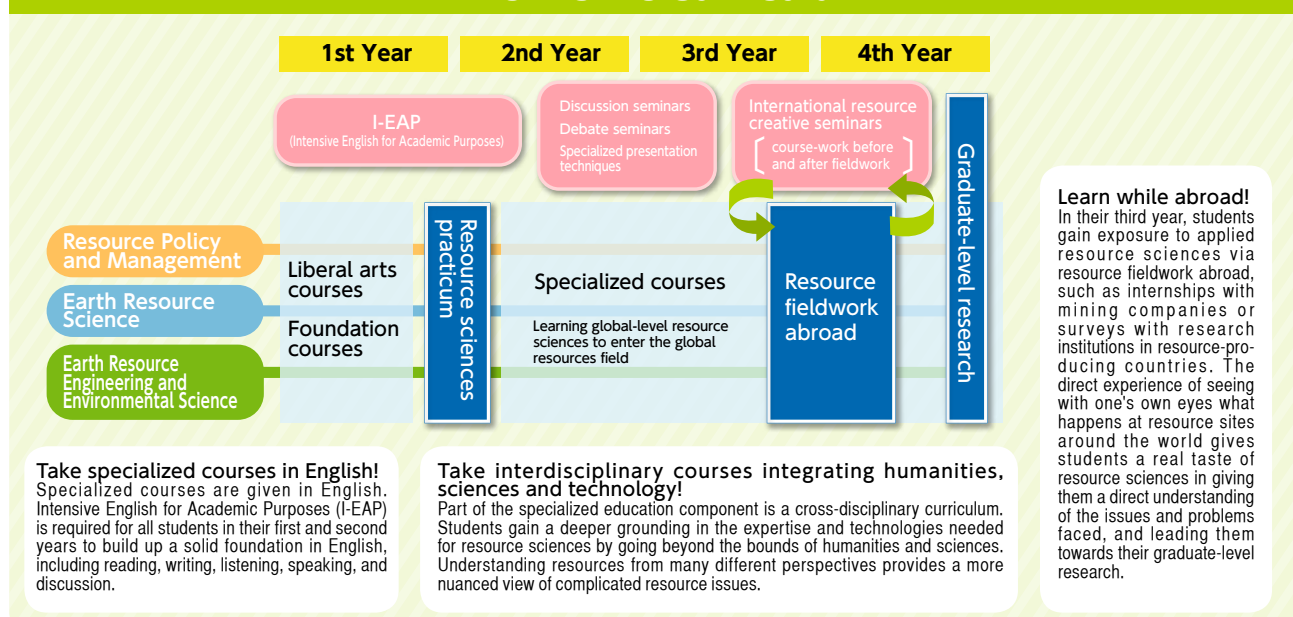 1st Year
2nd Year
3rd Year
4th Year
I-EAP
(Intensive English for Academic Purposes)
Discussion seminars
Debate seminars
Specialized presentation
techniques
International resource
creative seminars
course-work before
and after fieldwork
Graduate-level research
Resource Policy
and Management
Earth Resource
Science
Earth Resource
Engineering and
Environmental Science
Liberal arts
courses
Foundation
courses
Resource sciences
practicum
Specialized courses
Learning global-level resource
sciences to enter the global
resources field
Resource
fieldwork
abroad
Learn while abroad!
In their third year, students
gain exposure to applied
resource sciences via
resource fieldwork abroad,
such as internships with
mining companies or
surveys with research
institutions in resource-pro-
ducing countries. The
direct experience of seeing
with one's own eyes what
happens at resource sites
around the world gives
students a real taste of
resource sciences in giving
them a direct understanding
of the issues and problems
faced, and leading them
towards their graduate-level
research.
Take specialized courses in English!
Specialized courses are given in English.
Intensive English for Academic Purposes (I-EAP)
is required for all students in their first and second
years to build up a solid foundation in English,
including reading, writing, listening, speaking, and
discussion.
Take interdisciplinary courses integrating humanities,
sciences and technology!
Part of the specialized education component is a cross-disciplinary curriculum.
Students gain a deeper grounding in the expertise and technologies needed
for resource sciences by going beyond the bounds of humanities and sciences.
Understanding resources from many different perspectives provides a more
nuanced view of complicated resource issues.